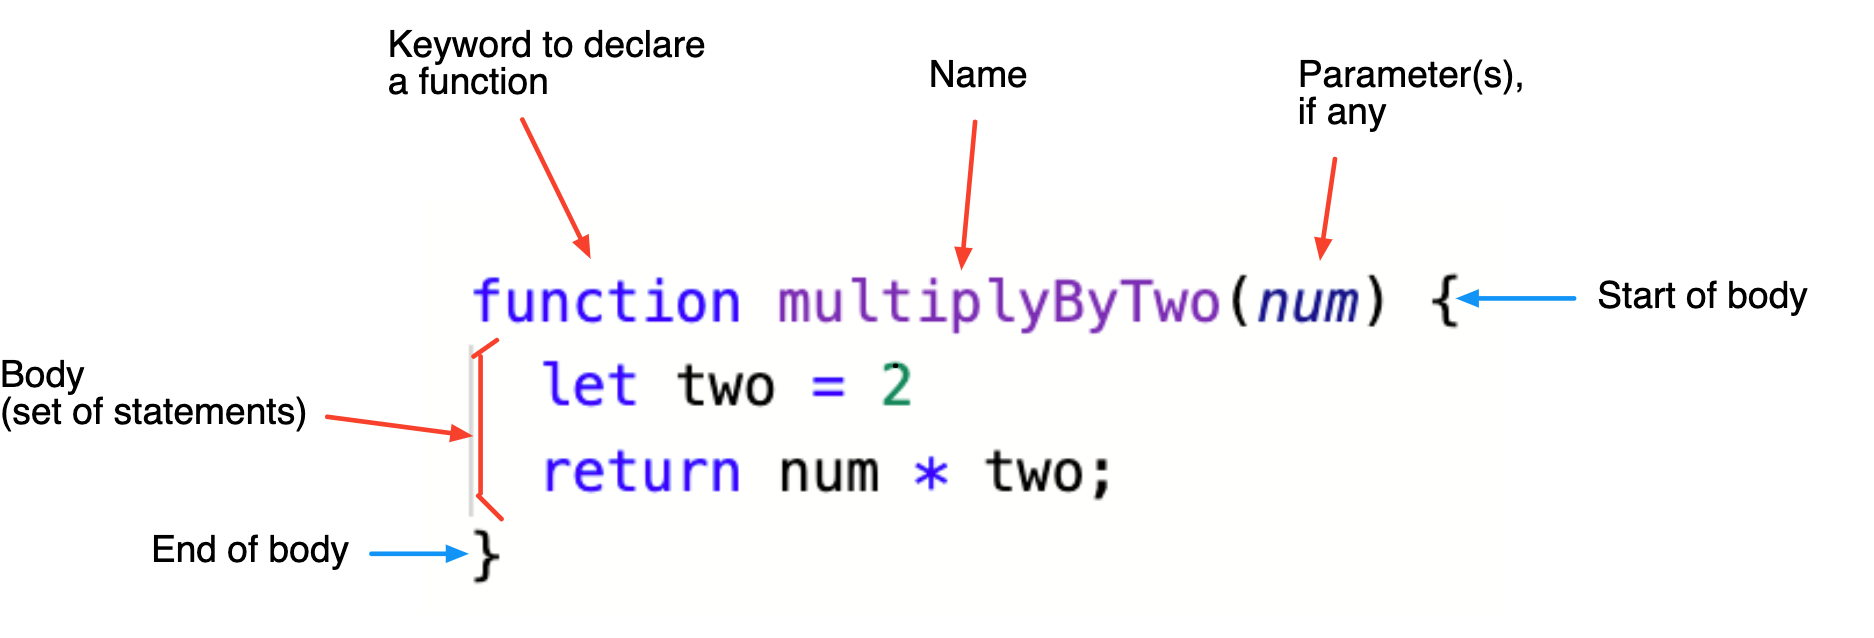 Keyword to declare
a function
Name
Parameter(s),
if any
function multiplyByTwo(num) {
Start of body
Body
(set of statements)
let two = 2
return num * two;
End of body
}